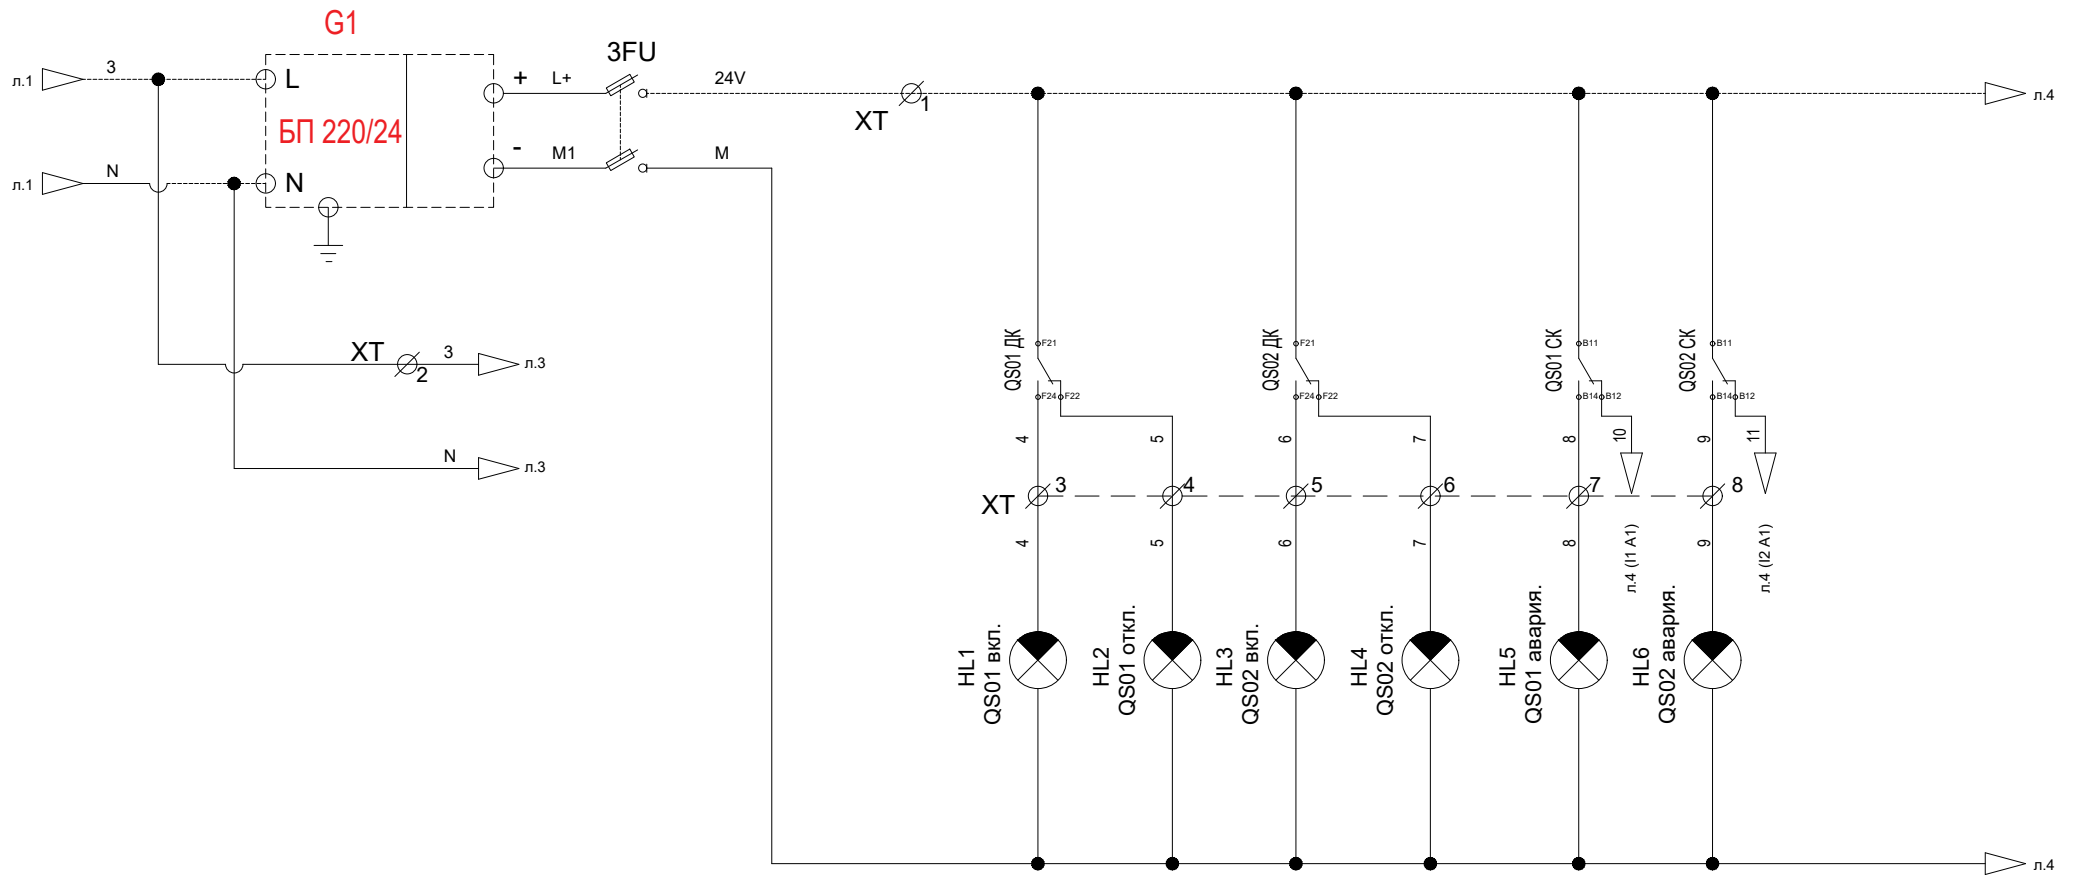 G1
л.1
3
L
БП 220/24
л.1
N
N
+
L+
3FU
24V
-
M1
M
XT
1
л.4
XT
2
3
л.3
N
л.3
QS01 ДК
F21
F24
F22
QS02 ДК
F21
F24
F22
QS01 СК
B11
B14
B12
QS02 СК
B11
B14
B12
4
5
6
7
8
10
9
11
XT
3
4
5
6
7
8
4
5
6
7
8
л.4 (I1 A1)
9
л.4 (I2 A1)
HL1
QS01 вкл.
HL2
QS01 откл.
HL3
QS02 вкл.
HL4
QS02 откл.
HL5
QS01 авария.
HL6
QS02 авария.
л.4